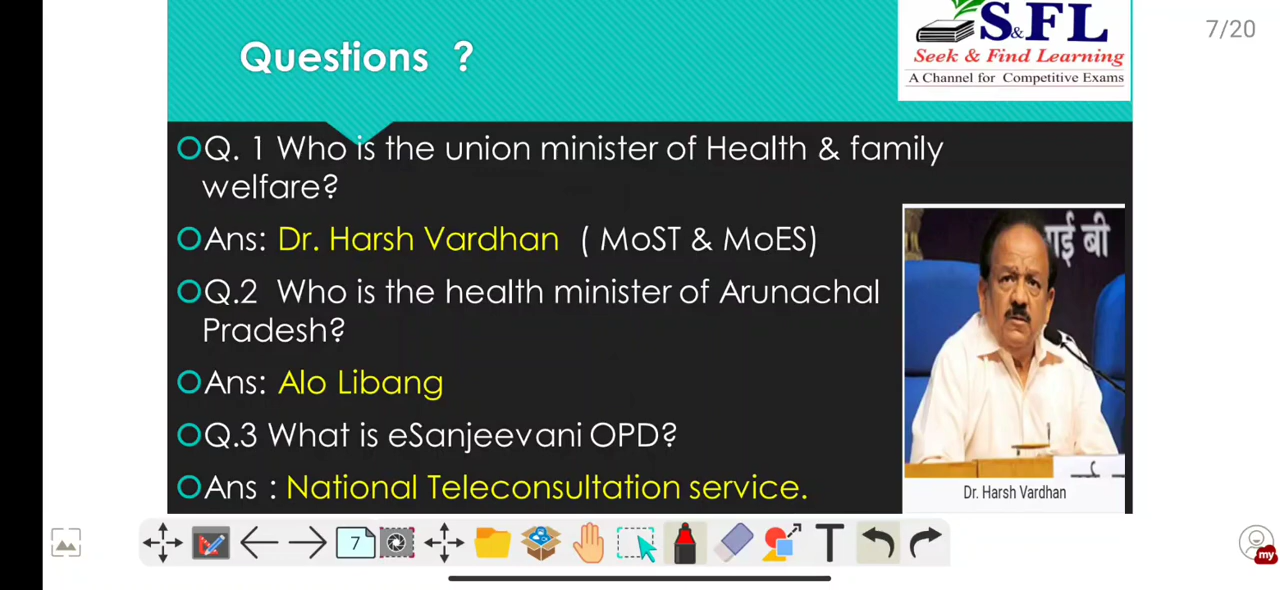 Questions ?
S&FL
Seek & Find Learning
A Channel for Competitive Exams
7/20
Q. 1 Who is the union minister of Health & family
welfare?
Ans: Dr. Harsh Vardhan ( MoST & MoES)
Q.2 Who is the health minister of Arunachal
Pradesh?
Ans: Alo Libang
Q.3 What is eSanjeevani OPD?
Ans : National Teleconsultation service.
आई बी
Dr. Harsh Vardhan
7
T
my